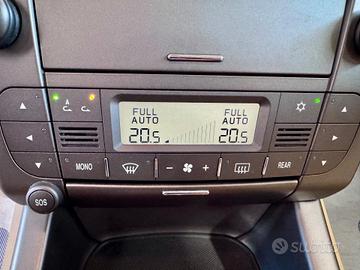 A
FULL AUTO 20.5
FULL AUTO 20.5
MONO
- +
REAR
SOS
SUBITO